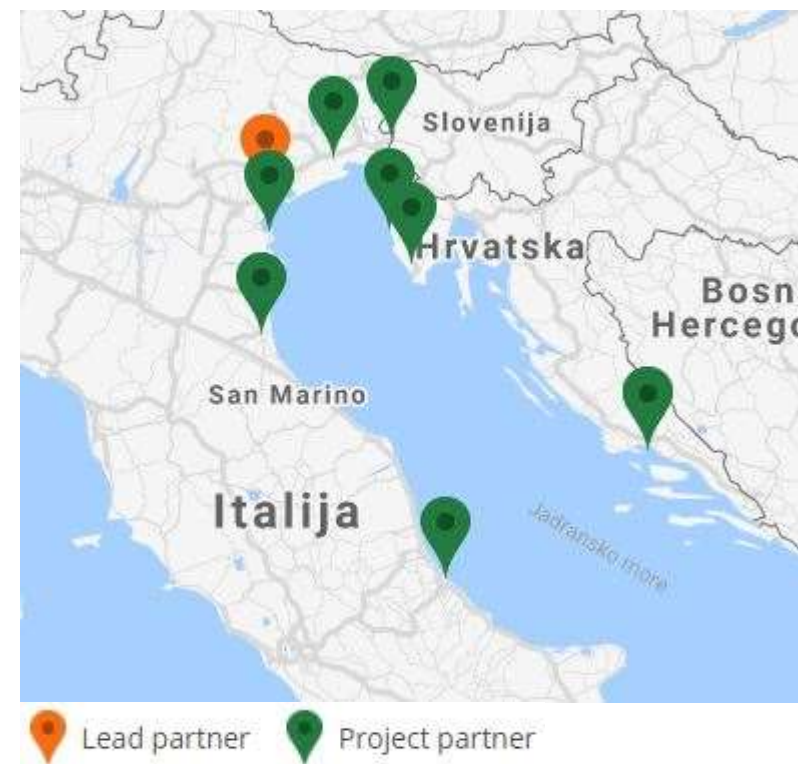 Slovenija
Hrvatska
Bosn
Hercego
San Marino
Italija
Jadransko more
Lead partner
Project partner